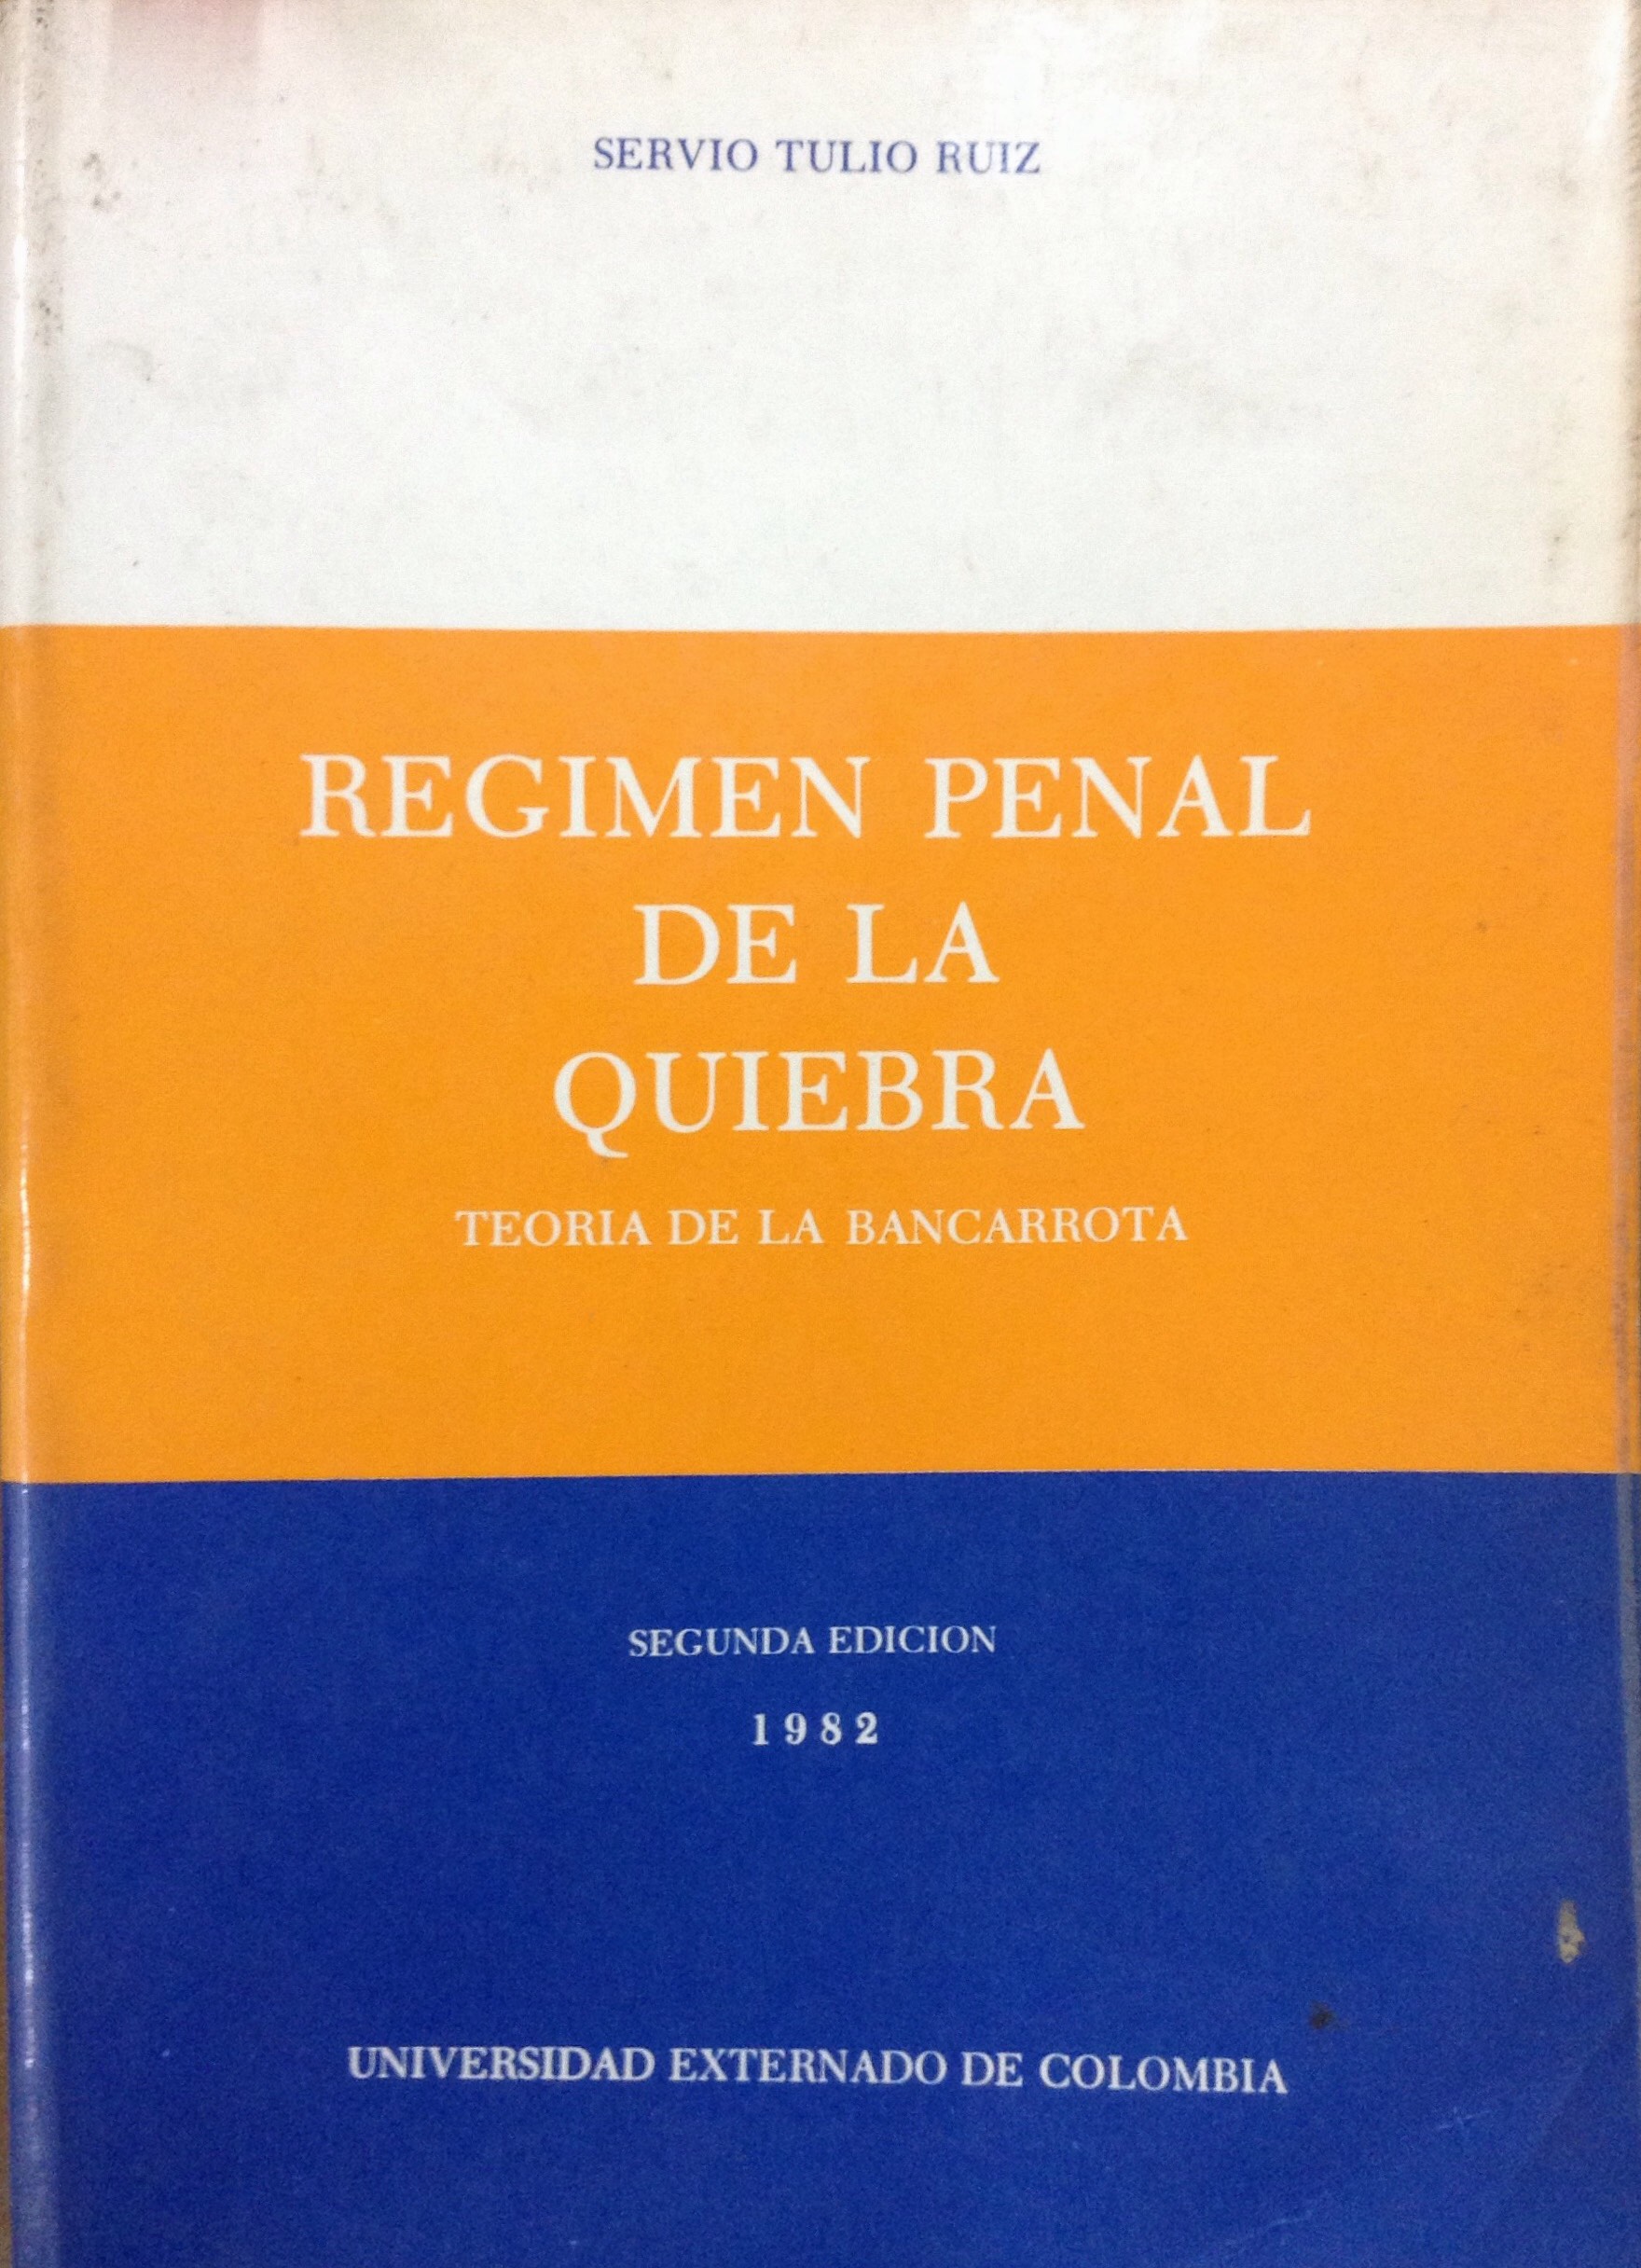 SERVIO TULIO RUIZ
REGIMEN PENAL
DE LA
QUIEBRA
TEORIA DE LA BANCARROTA
SEGUNDA EDICION
1982
UNIVERSIDAD EXTERNADO DE COLOMBIA